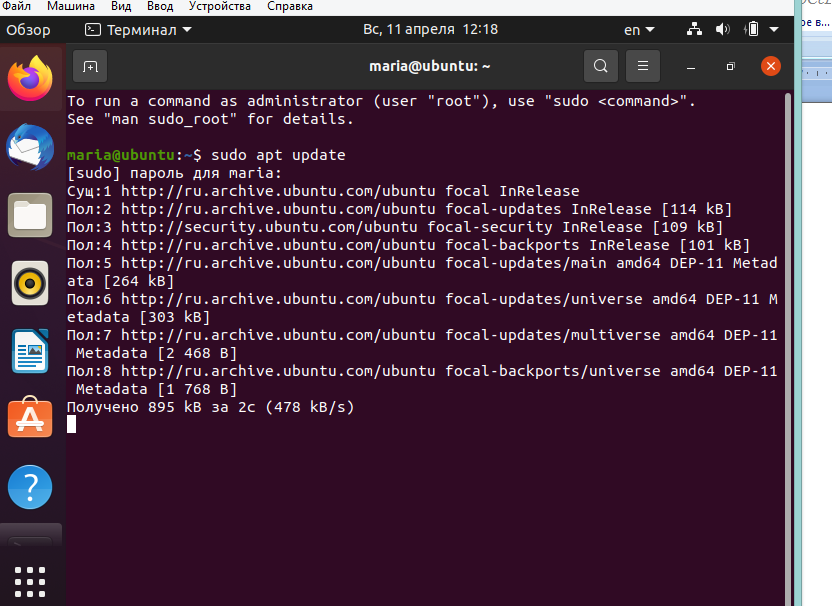 Файл Машина Вид Ввод Устройства Справка
Обзор Терминал Вс, 11 апреля 12:18 en
maria@ubuntu: ~
To run a command as administrator (user "root"), use "sudo <command>".
See "man sudo_root" for details.
maria@ubuntu:~$ sudo apt update
[sudo] пароль для maria:
Сущ:1 http://ru.archive.ubuntu.com/ubuntu focal InRelease
Пол:2 http://ru.archive.ubuntu.com/ubuntu focal-updates InRelease [114 kB]
Пол:3 http://security.ubuntu.com/ubuntu focal-security InRelease [109 kB]
Пол:4 http://ru.archive.ubuntu.com/ubuntu focal-backports InRelease [101 kB]
Пол:5 http://ru.archive.ubuntu.com/ubuntu focal-updates/main amd64 DEP-11 Metad
ata [264 kB]
Пол:6 http://ru.archive.ubuntu.com/ubuntu focal-updates/universe amd64 DEP-11 M
etadata [303 kB]
Пол:7 http://ru.archive.ubuntu.com/ubuntu focal-updates/multiverse amd64 DEP-11
Metadata [2 468 B]
Пол:8 http://ru.archive.ubuntu.com/ubuntu focal-backports/universe amd64 DEP-11
Metadata [1 768 B]
Получено 895 kB за 2с (478 kB/s)